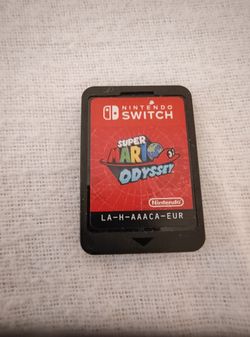 NINTENDO
SWITCH
SUPER
MARIO
ODYSSEY
Nintendo
LA-H-AAACA-EUR